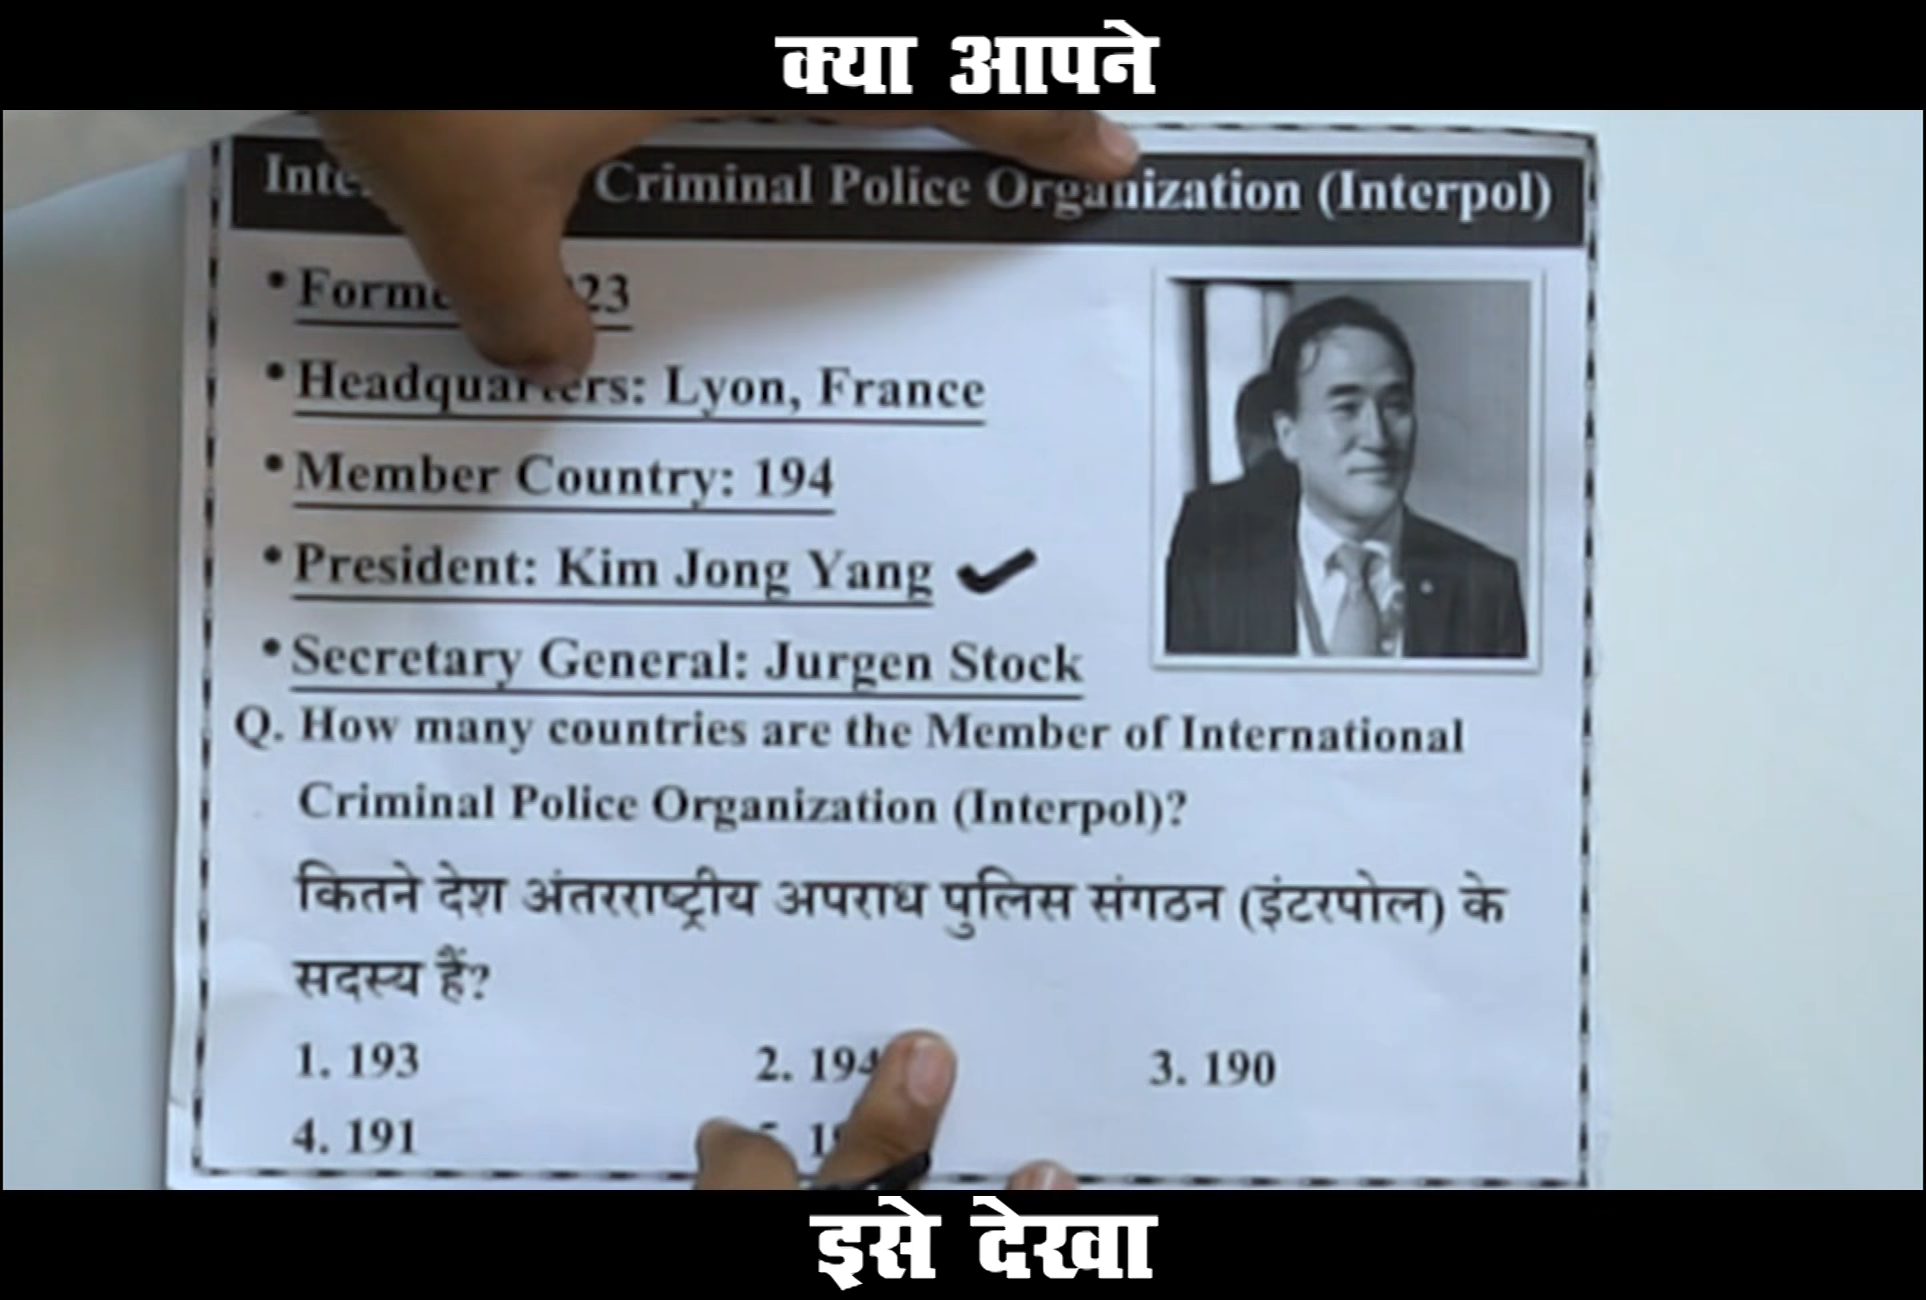 क्या आपने
Criminal Police Organization (Interpol)
• Headquarters: Lyon, France
• Member Country: 194
• President: Kim Jong Yang ✓
• Secretary General: Jurgen Stock
Q. How many countries are the Member of International
Criminal Police Organization (Interpol)?
कितने देश अंतरराष्ट्रीय अपराध पुलिस संगठन (इंटरपोल) के
सदस्य हैं?
1. 193 2. 194 3. 190
4. 191
इसे देखा